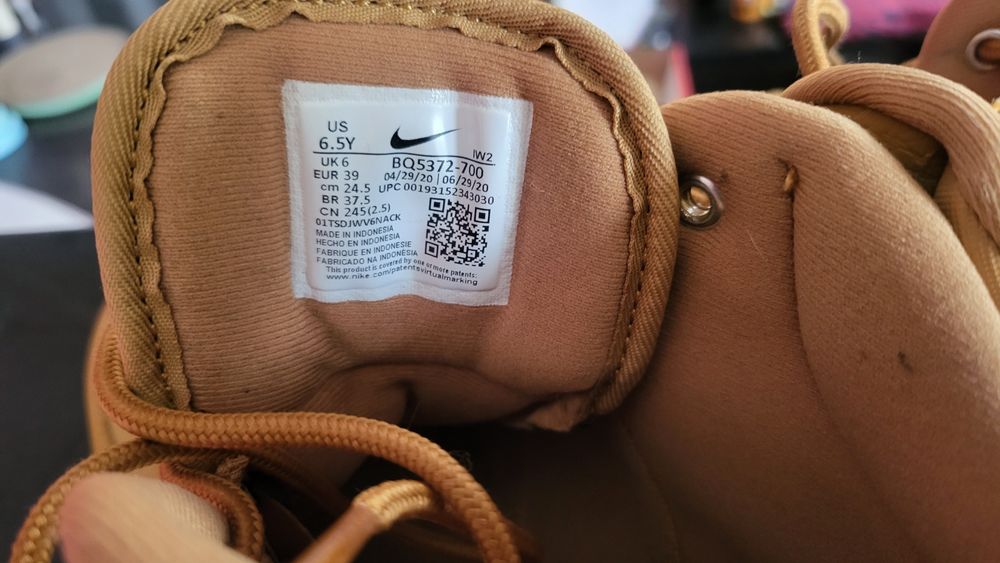 US
6.5Y
IW2
UK 6
BQ5372-700
EUR 39
04/29/20 | 06/29/20
cm 24.5
UPC 00193152343030
BR 37.5
CN 245(2.5)
01TSDJWV6NACK
MADE IN INDONESIA
HECHO EN INDONESIA
FABRIQUE EN INDONESIE
FABRICADO NA INDONESIA
This product is covered by one or more patents:
www.nike.com/patentsvirtualmarking